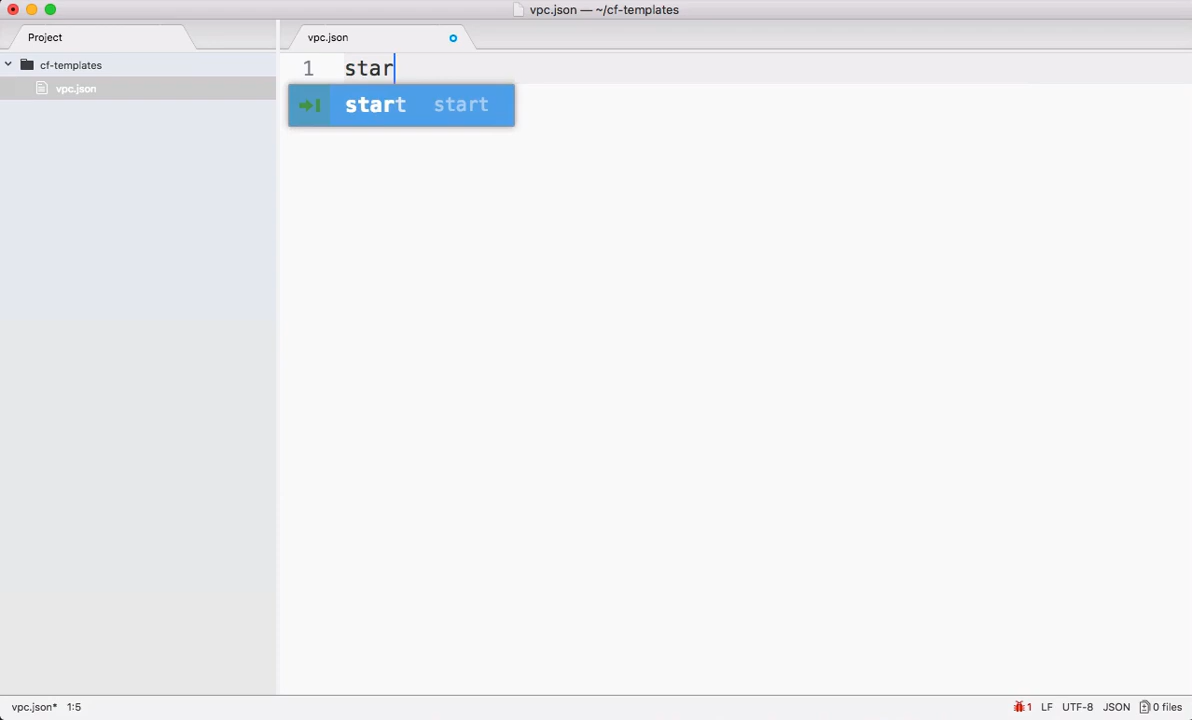 vpc.json — ~/cf-templates
Project
vpc.json
cf-templates
vpc.json
1 star
start start
vpc.json* 1:5
1 LF UTF-8 JSON 0 files